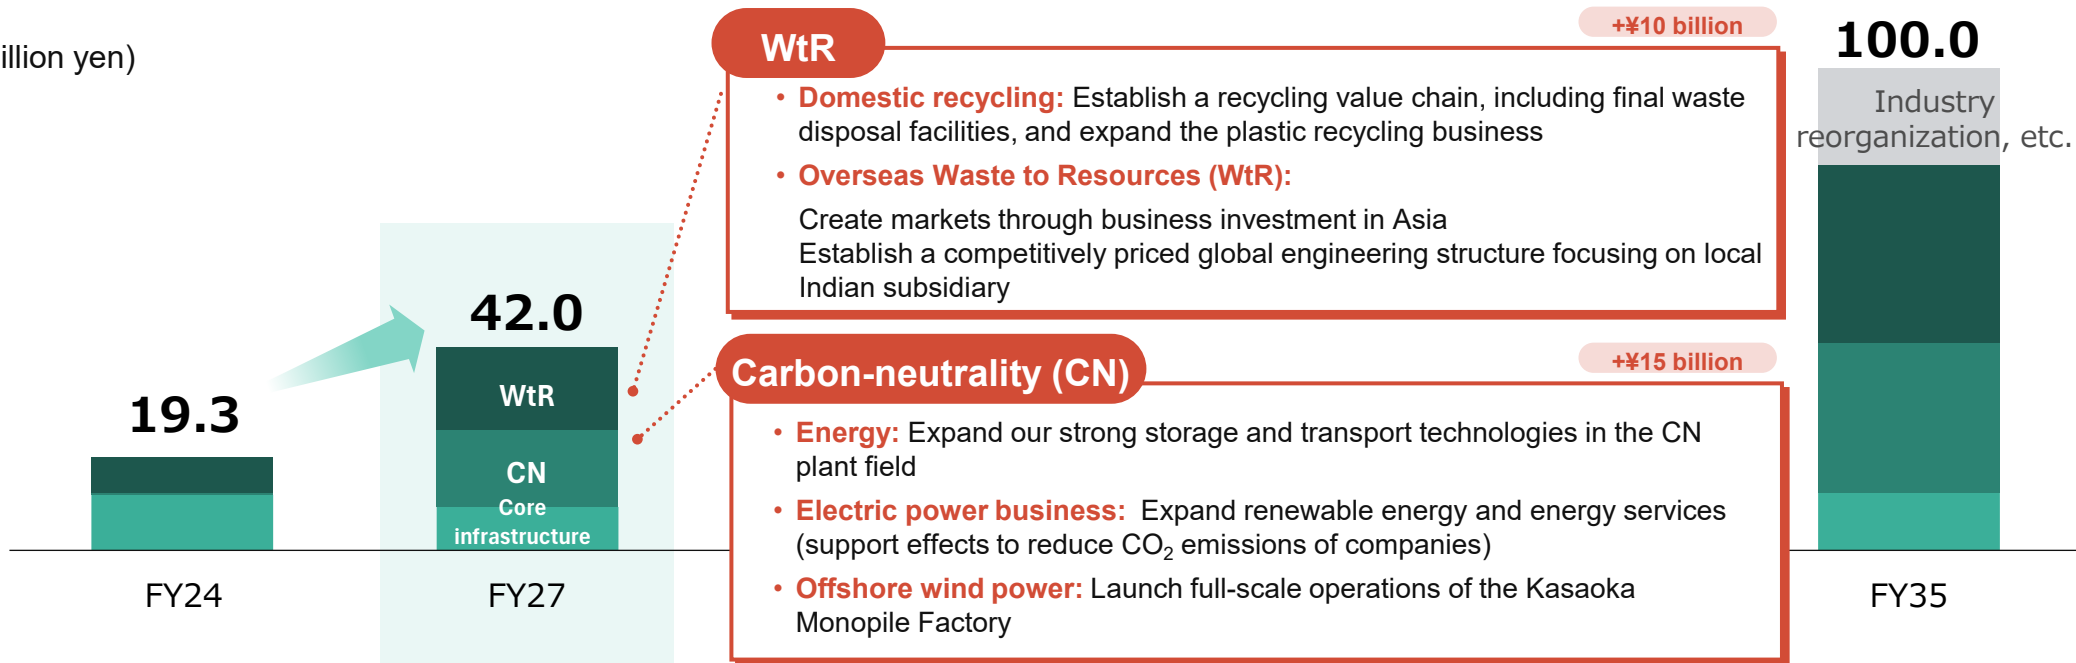 illion yen)
19.3
FY24
42.0
WtR
CN
Core
infrastructure
FY27
WtR
+¥10 billion
• Domestic recycling: Establish a recycling value chain, including final waste
disposal facilities, and expand the plastic recycling business
• Overseas Waste to Resources (WtR):
Create markets through business investment in Asia
Establish a competitively priced global engineering structure focusing on local
Indian subsidiary
Carbon-neutrality (CN)
+¥15 billion
• Energy: Expand our strong storage and transport technologies in the CN
plant field
• Electric power business: Expand renewable energy and energy services
(support effects to reduce CO₂ emissions of companies)
• Offshore wind power: Launch full-scale operations of the Kasaoka
Monopile Factory
100.0
Industry
reorganization, etc.
FY35